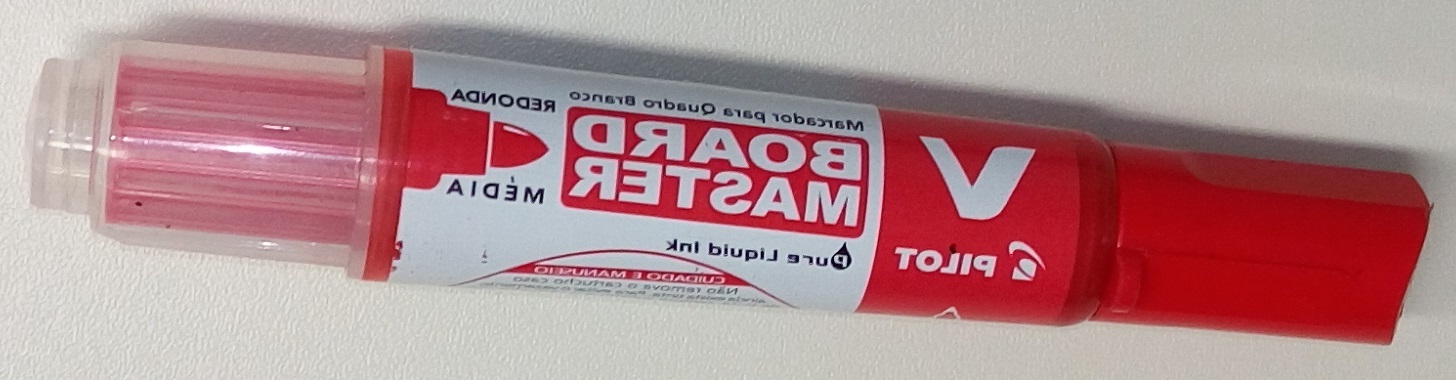 V
PILOT
Marcador para Quadro Branco
BOARD
MASTER
Pure Liquid Ink
REDONDA
MÉDIA
CUIDADO E MANUSEIO
Não remova o cartucho caso